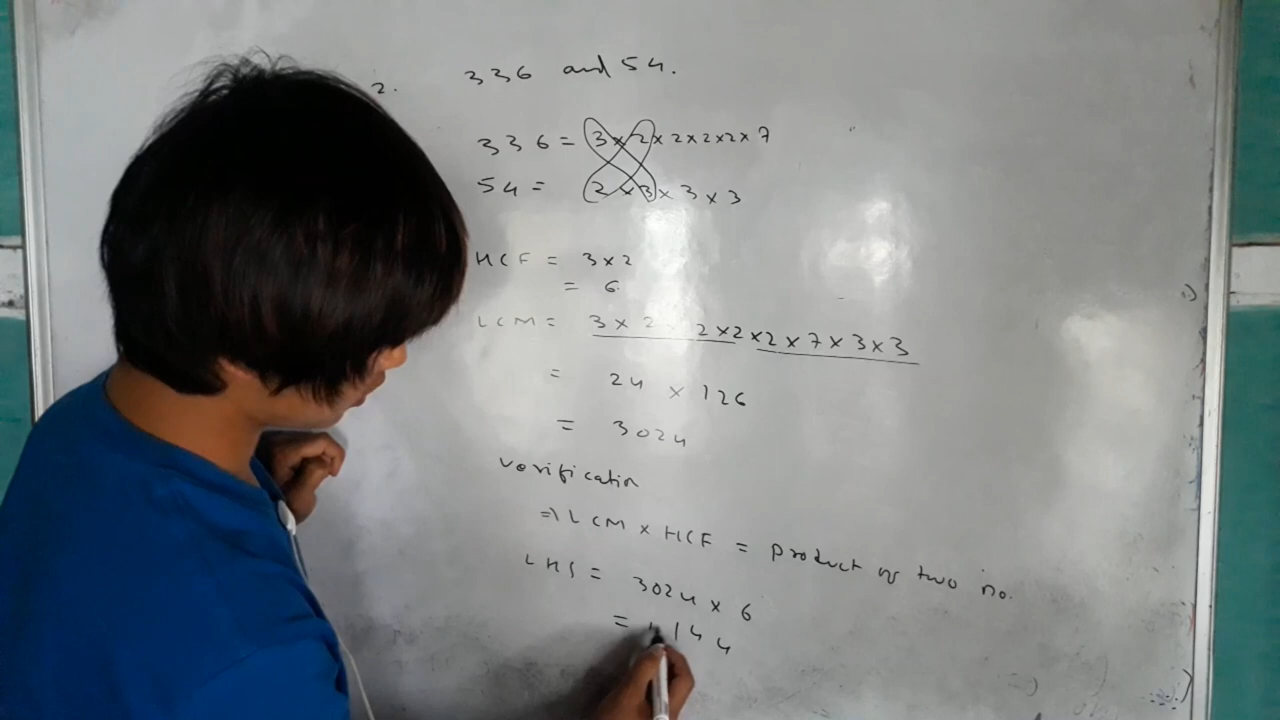 2. 336 and 54.
336 = 3 × 2 × 2 × 2 × 2 × 7
54 = 2 × 3 × 3 × 3
HCF = 3 × 2
= 6
LCM = 3 × 2 2 × 2 × 2 × 7 × 3 × 3
= 24 × 126
= 3024
verification
⇒ LCM × HCF = product of two no.
LHS = 3024 × 6
= 144